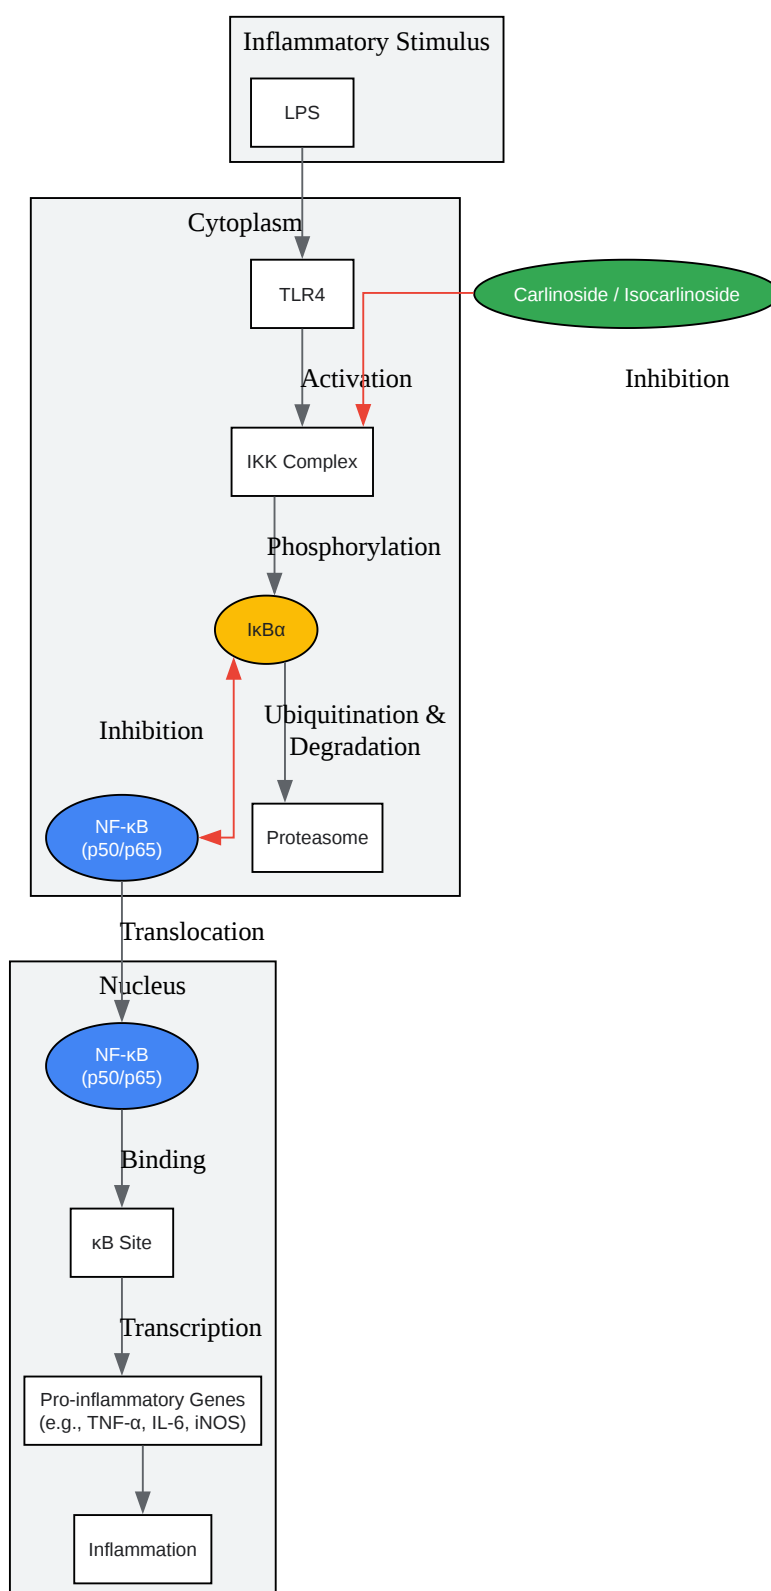 Inflammatory Stimulus
LPS
Cytoplasm
TLR4
Carlinoside / Isocarlinoside
Activation
Inhibition
IKK Complex
Phosphorylation
IκBα
Inhibition
Ubiquitination &
Degradation
NF-κB
(p50/p65)
Proteasome
Translocation
Nucleus
NF-κB
(p50/p65)
Binding
κB Site
Transcription
Pro-inflammatory Genes
(e.g., TNF-α, IL-6, iNOS)
Inflammation